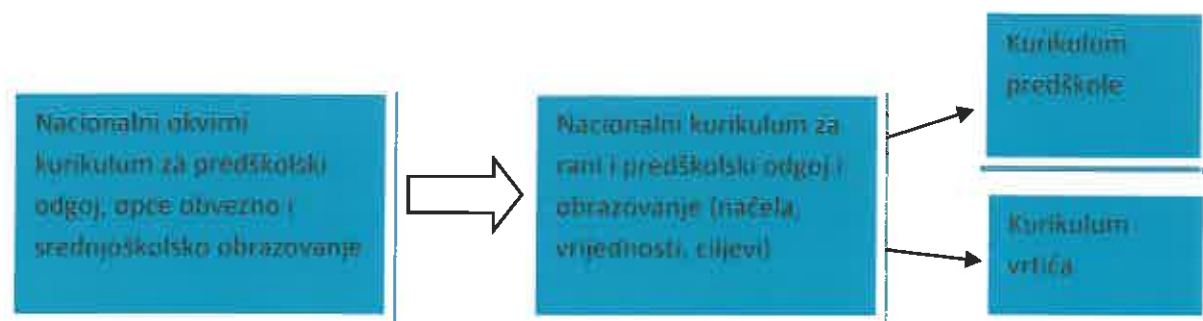 Nacionalni okvirni
kurikulum za predškolski
odgoj, opće obvezno i
srednjoškolsko obrazovanje
Nacionalni kurikulum za
rani i predškolski odgoj i
obrazovanje (načela,
vrijednosti, ciljevi)
Kurikulum
predškole
Kurikulum
vrtića